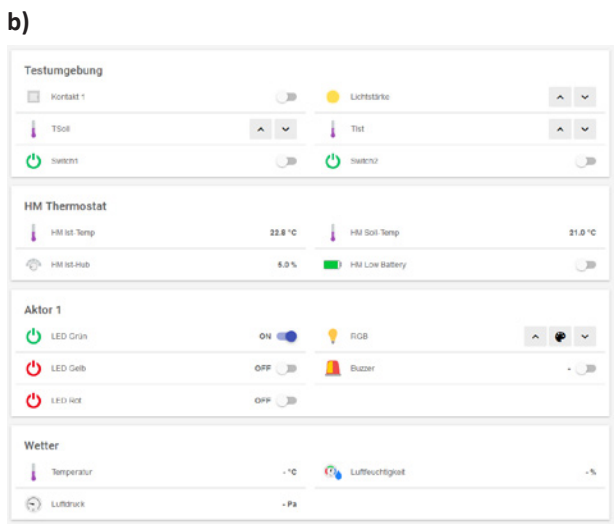 b)
Testumgebung
Kontakt 1
Lichtstärke
TSoll
TIst
Switch1
Switch2
HM Thermostat
HM Ist-Temp 22.8 °C
HM Soll-Temp 21.0 °C
HM Ist-Hub 5.0 %
HM Low Battery
Aktor 1
LED Grün ON
RGB
LED Gelb OFF
Buzzer -
LED Rot OFF
Wetter
Temperatur - °C
Luftfeuchtigkeit - %
Luftdruck - Pa